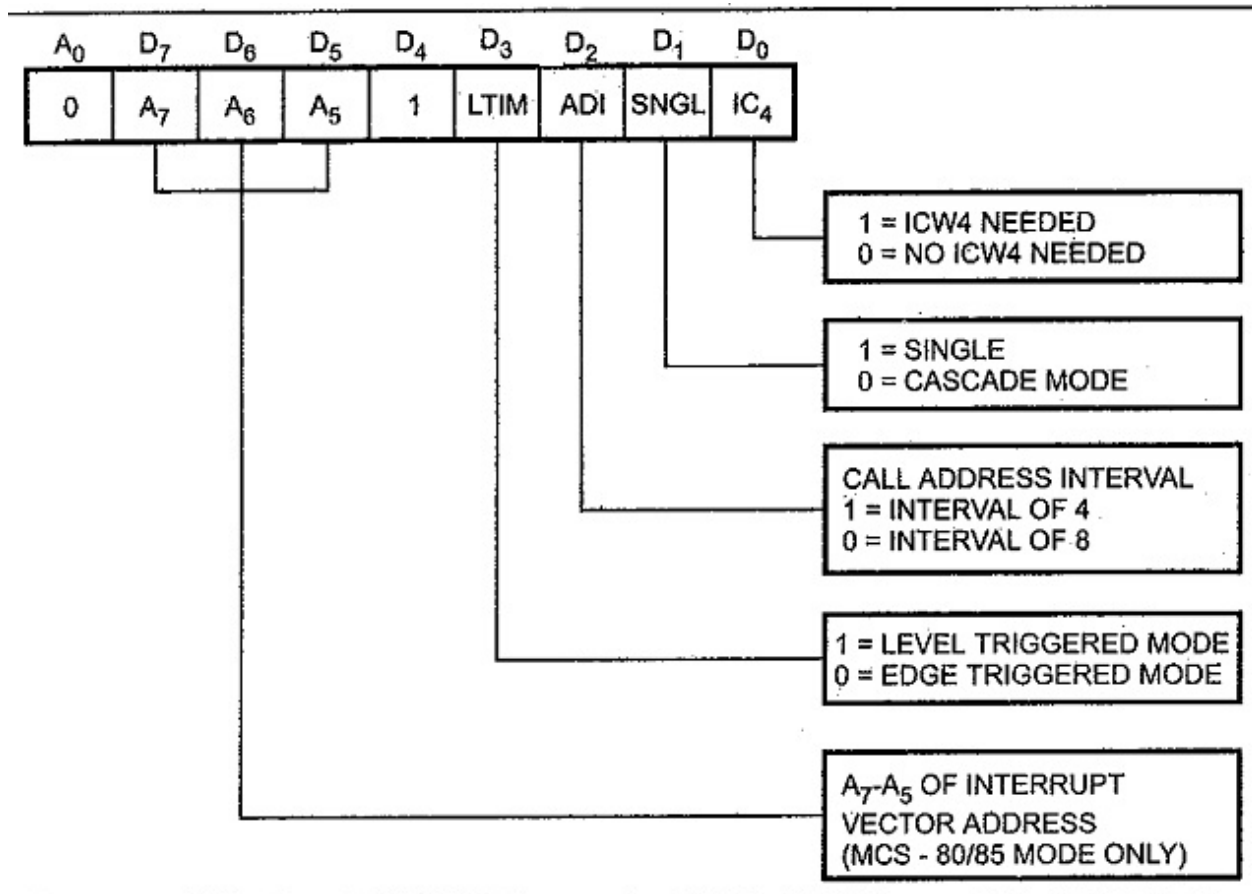 A₀ D₇ D₆ D₅ D₄ D₃ D₂ D₁ D₀
0 A₇ A₆ A₅ 1 LTIM ADI SNGL IC₄
1 = ICW4 NEEDED
0 = NO ICW4 NEEDED
1 = SINGLE
0 = CASCADE MODE
CALL ADDRESS INTERVAL
1 = INTERVAL OF 4
0 = INTERVAL OF 8
1 = LEVEL TRIGGERED MODE
0 = EDGE TRIGGERED MODE
A₇-A₅ OF INTERRUPT
VECTOR ADDRESS
(MCS - 80/85 MODE ONLY)